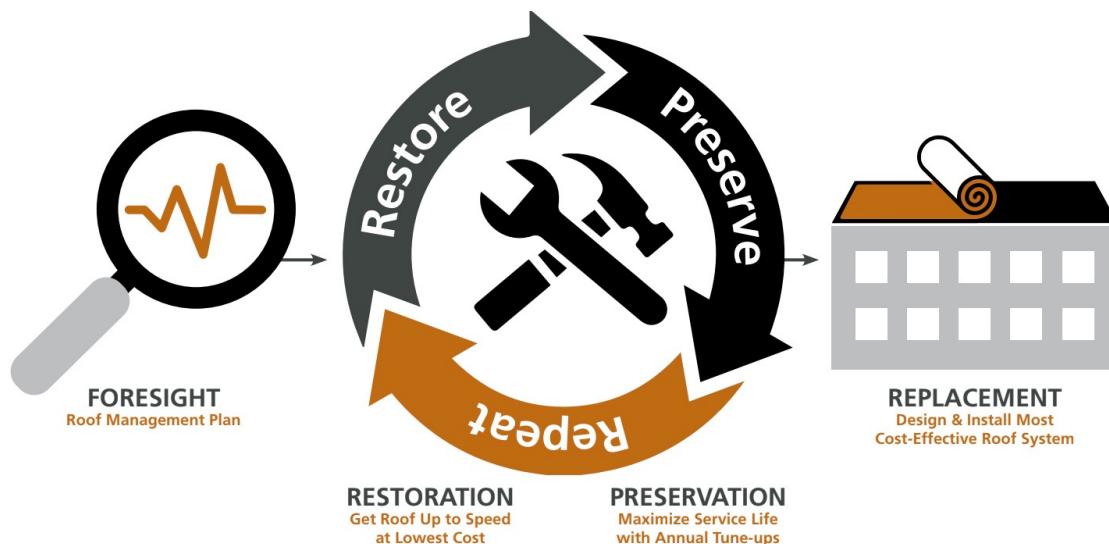 Restore
Preserve
Repeat
FORESIGHT
Roof Management Plan
RESTORATION
Get Roof Up to Speed
at Lowest Cost
PRESERVATION
Maximize Service Life
with Annual Tune-ups
REPLACEMENT
Design & Install Most
Cost-Effective Roof System